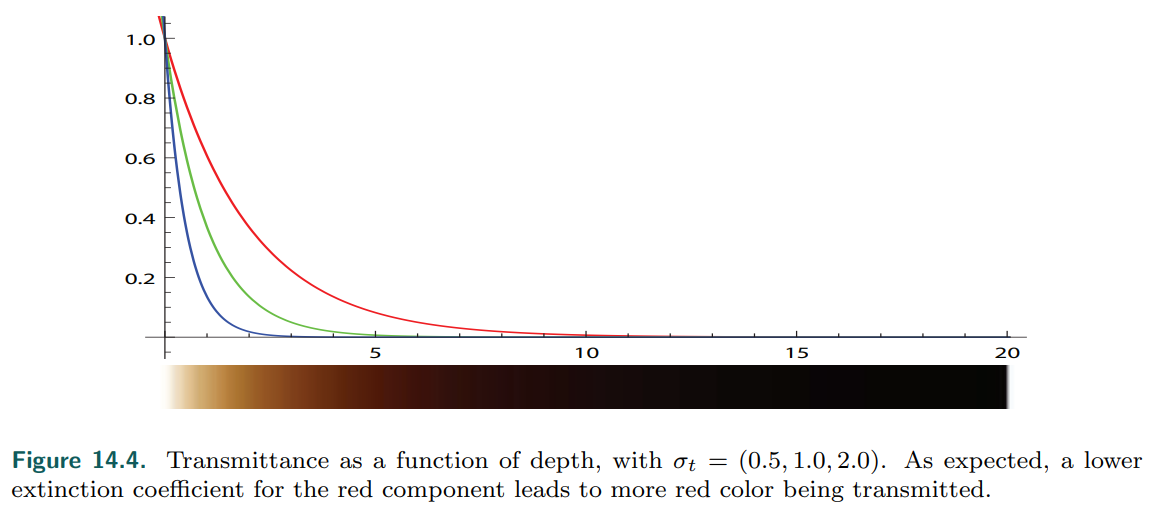 1.0
0.8
0.6
0.4
0.2
5 10 15 20
Figure 14.4. Transmittance as a function of depth, with σt = (0.5, 1.0, 2.0). As expected, a lower
extinction coefficient for the red component leads to more red color being transmitted.